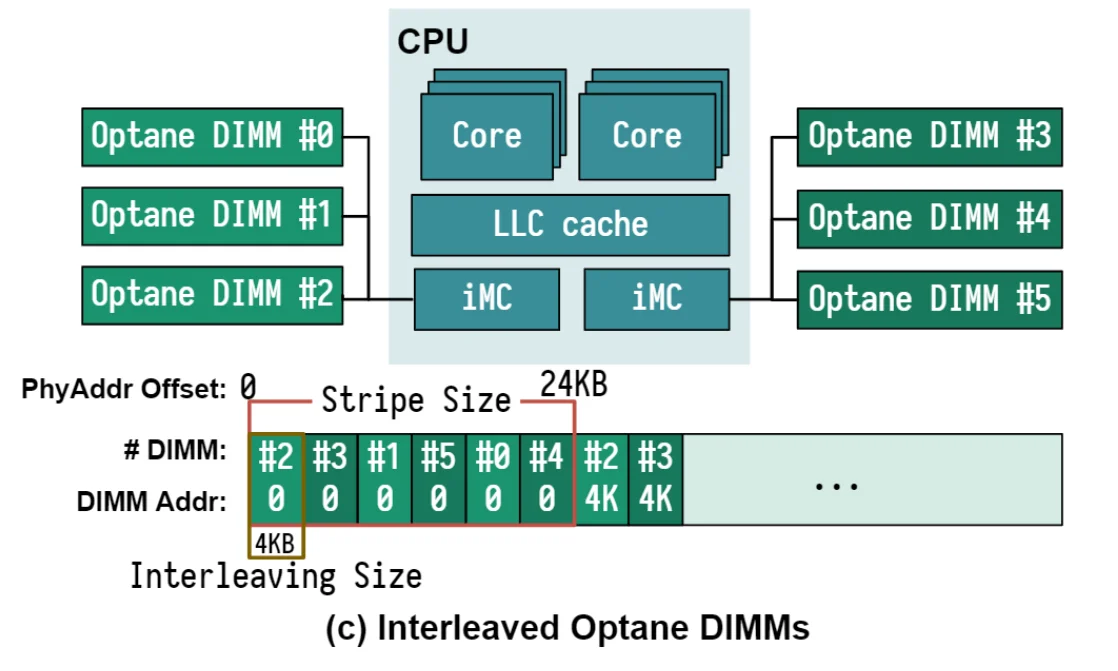 CPU
Core Core
Optane DIMM #0
Optane DIMM #1
Optane DIMM #2
LLC cache
iMC iMC
Optane DIMM #3
Optane DIMM #4
Optane DIMM #5
PhyAddr Offset: 0 Stripe Size 24KB
# DIMM: #2 #3 #1 #5 #0 #4 #2 #3
DIMM Addr: 0 0 0 0 0 0 4K 4K ...
4KB
Interleaving Size
(c) Interleaved Optane DIMMs